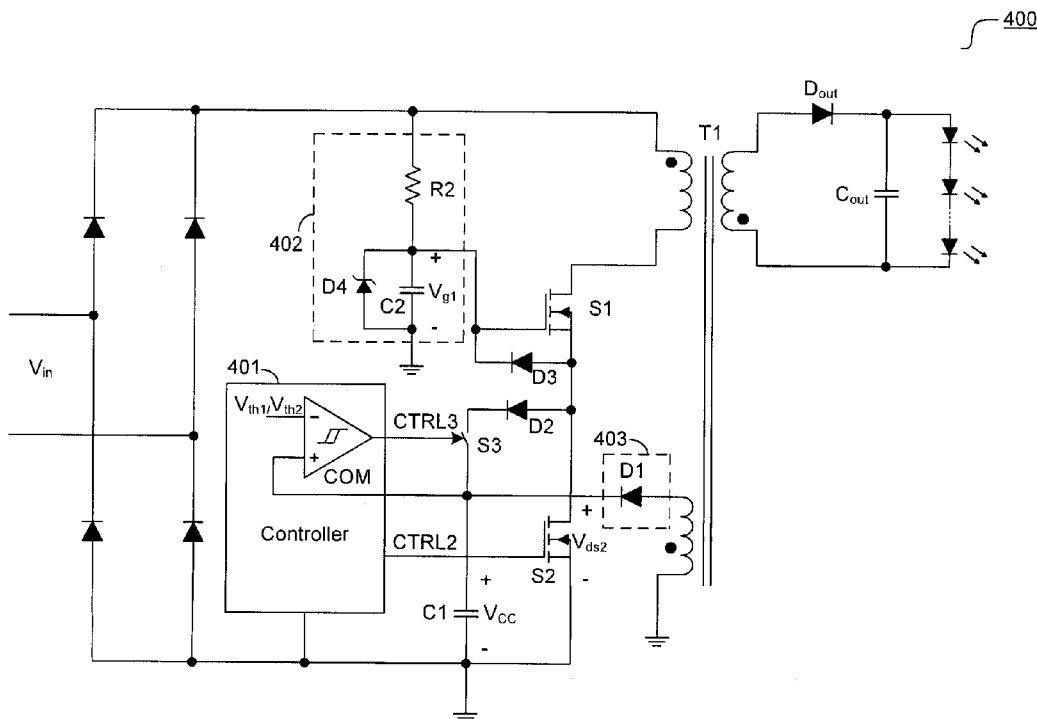 400
D_out
T1
R2
C_out
402
+
D4
C2
V_g1
-
S1
V_in
401
D3
V_th1/V_th2
-
CTRL3
D2
403
S3
+
COM
D1
+
Controller
CTRL2
V_ds2
S2
-
+
C1
V_CC
-